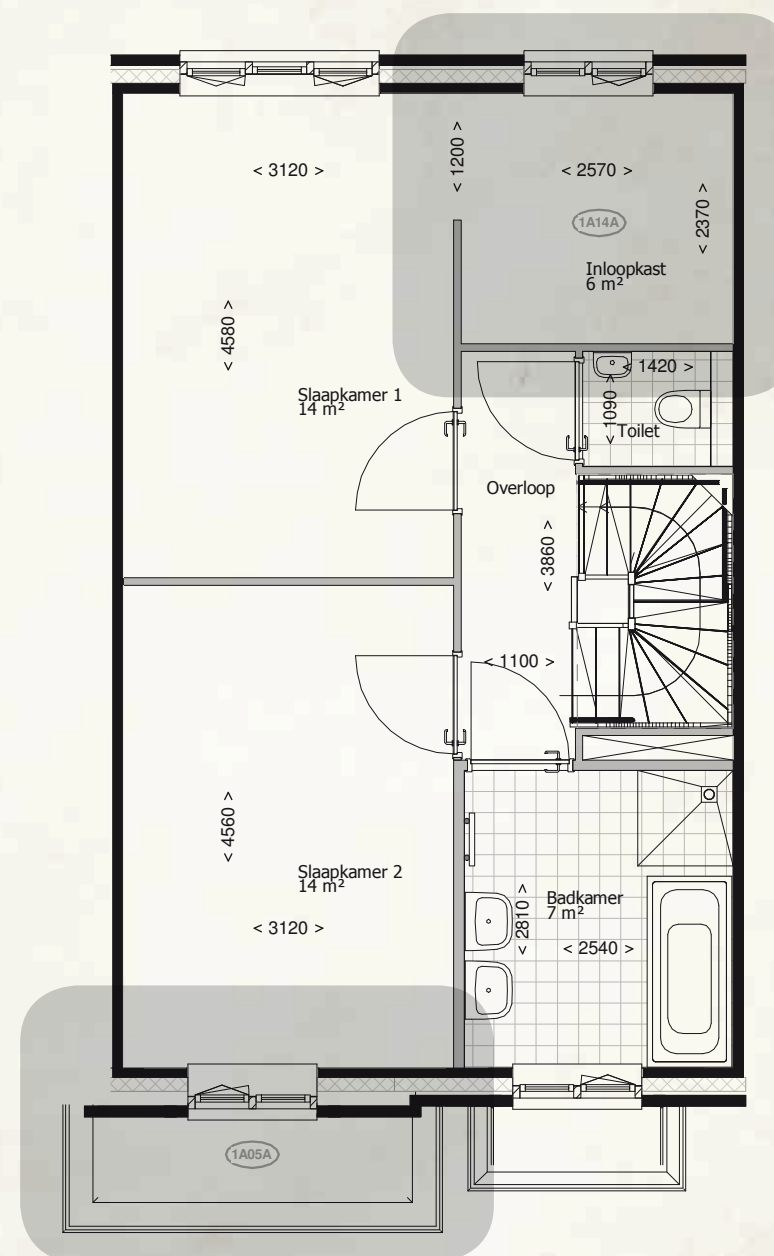 < 3120 >
< 1200 >
< 2570 >
< 2370 >
1A14A
Inloopkast
6 m²
< 4580 >
Slaapkamer 1
14 m²
< 1420 >
< 1090 >
Toilet
Overloop
< 3860 >
< 1100 >
< 4560 >
Slaapkamer 2
14 m²
< 3120 >
Badkamer
7 m²
< 2810 >
< 2540 >
1A05A